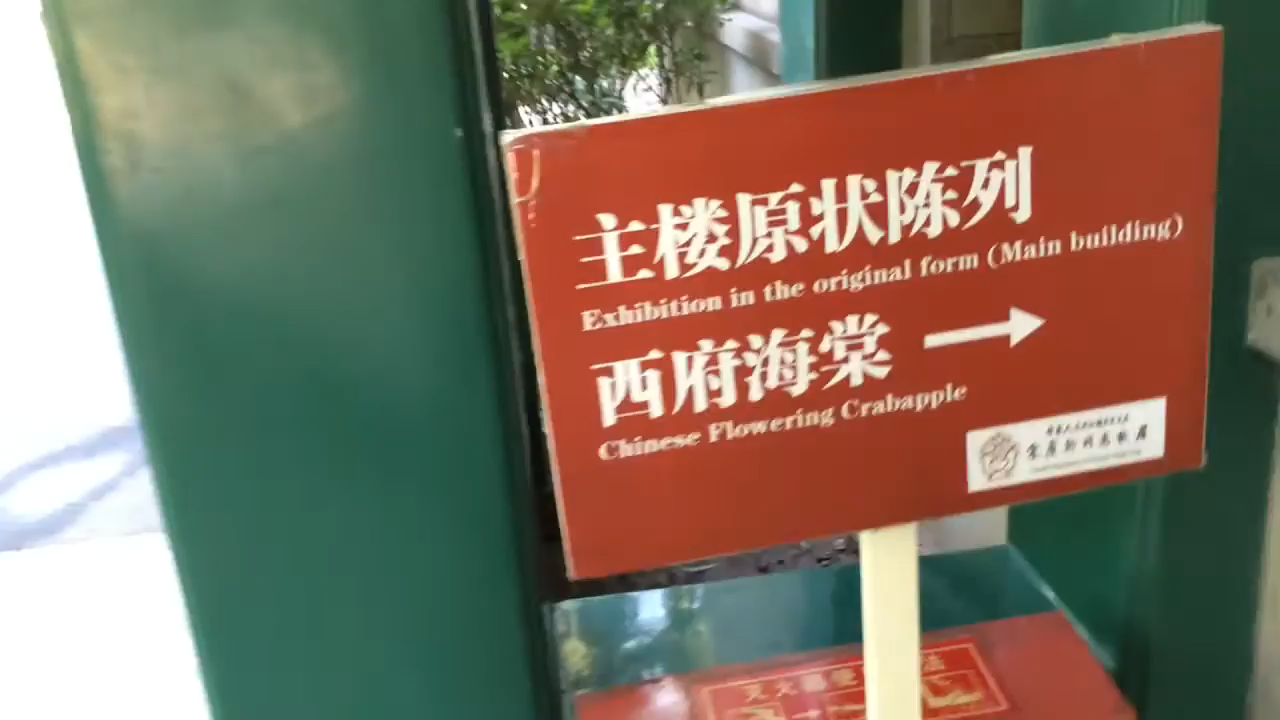 主楼原状陈列
Exhibition in the original form (Main building)
西府海棠
Chinese Flowering Crabapple